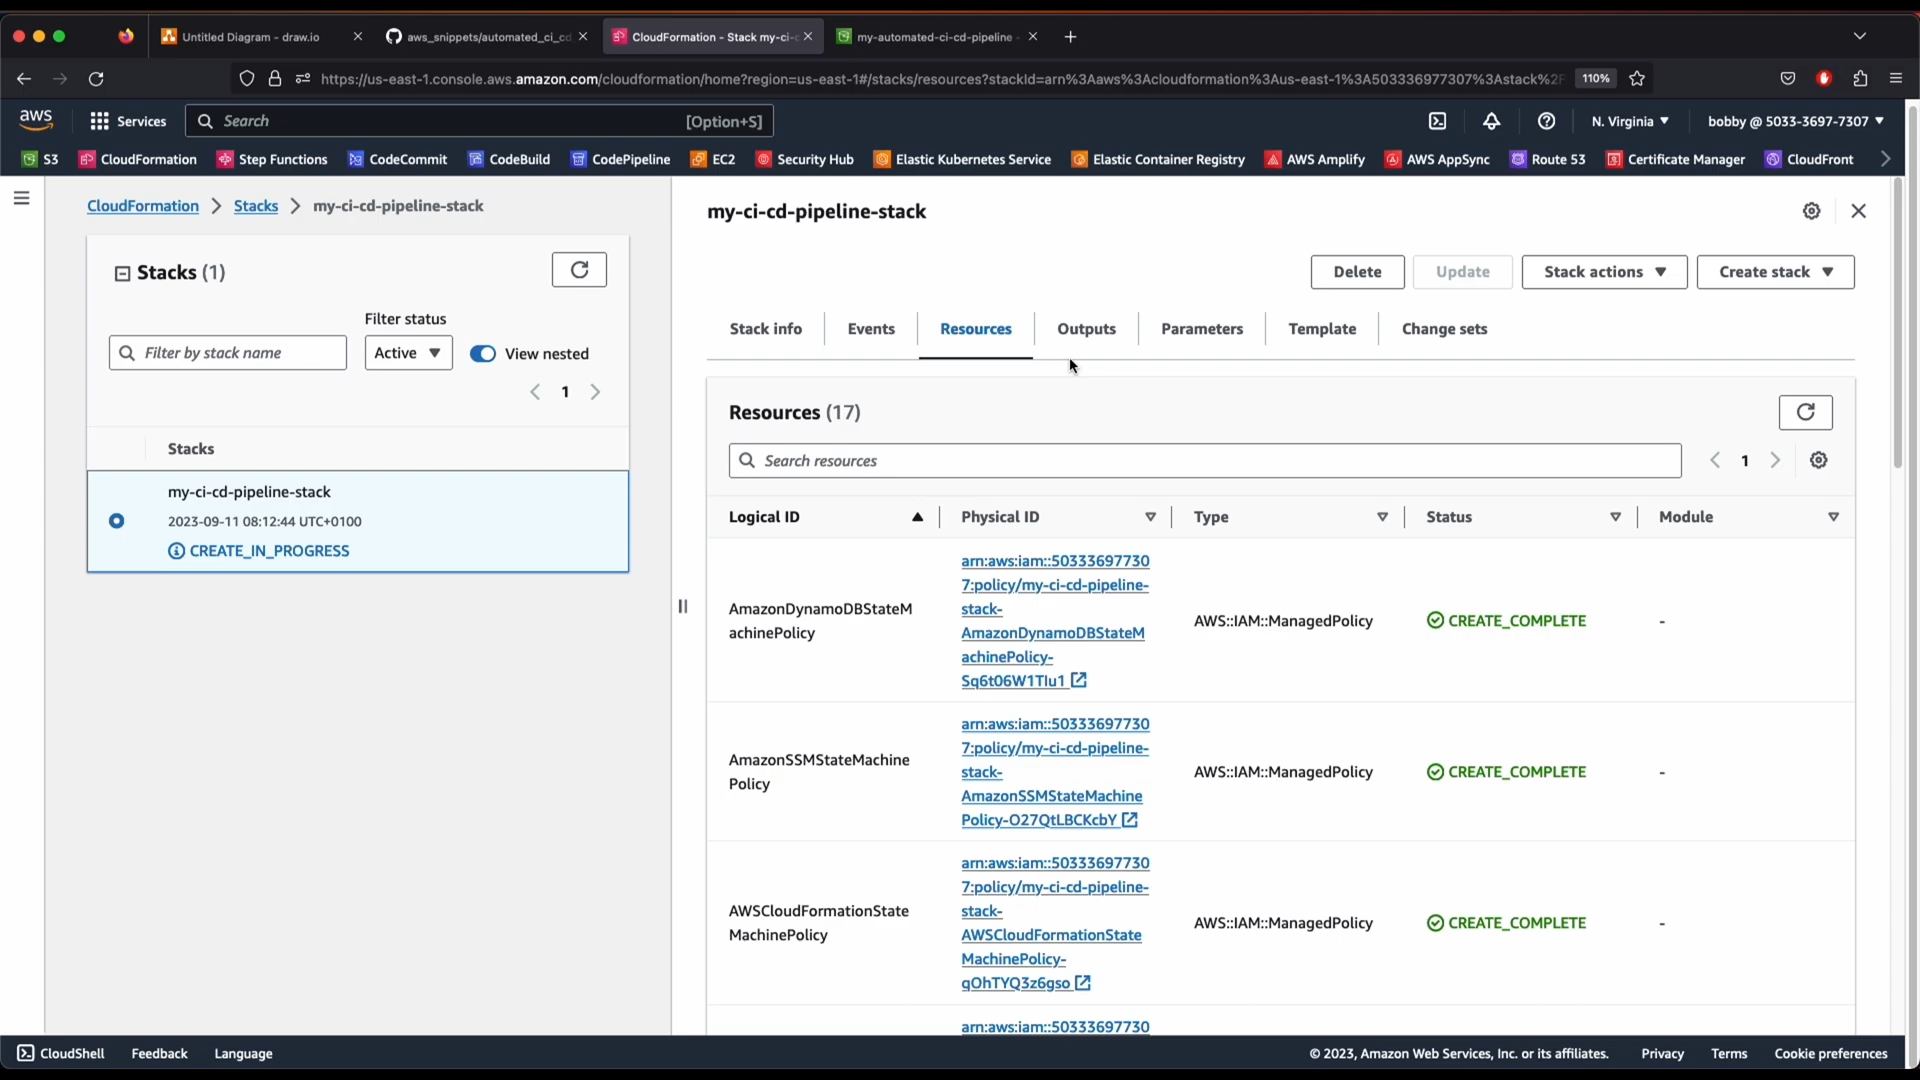 Untitled Diagram - draw.io
aws_snippets/automated_ci_cd
CloudFormation - Stack my-ci-c
my-automated-ci-cd-pipeline -
https://us-east-1.console.aws.amazon.com/cloudformation/home?region=us-east-1#/stacks/resources?stackId=arn%3Aaws%3Acloudformation%3Aus-east-1%3A503336977307%3Astack%2F
110%
aws
Services
Search
[Option+S]
N. Virginia
bobby @ 5033-3697-7307
S3
CloudFormation
Step Functions
CodeCommit
CodeBuild
CodePipeline
EC2
Security Hub
Elastic Kubernetes Service
Elastic Container Registry
AWS Amplify
AWS AppSync
Route 53
Certificate Manager
CloudFront
CloudFormation
Stacks
my-ci-cd-pipeline-stack
Stacks (1)
Filter status
Filter by stack name
Active
View nested
1
Stacks
my-ci-cd-pipeline-stack
2023-09-11 08:12:44 UTC+0100
CREATE_IN_PROGRESS
my-ci-cd-pipeline-stack
Delete
Update
Stack actions
Create stack
Stack info
Events
Resources
Outputs
Parameters
Template
Change sets
Resources (17)
Search resources
1
Logical ID
Physical ID
Type
Status
Module
AmazonDynamoDBStateM
achinePolicy
arn:aws:iam::50333697730
7:policy/my-ci-cd-pipeline-
stack-
AmazonDynamoDBStateM
achinePolicy-
Sq6t06W1TIu1
AWS::IAM::ManagedPolicy
CREATE_COMPLETE
-
AmazonSSMStateMachine
Policy
arn:aws:iam::50333697730
7:policy/my-ci-cd-pipeline-
stack-
AmazonSSMStateMachine
Policy-O27QtLBCKcbY
AWS::IAM::ManagedPolicy
CREATE_COMPLETE
-
AWSCloudFormationState
MachinePolicy
arn:aws:iam::50333697730
7:policy/my-ci-cd-pipeline-
stack-
AWSCloudFormationState
MachinePolicy-
qOhTYQ3z6gso
AWS::IAM::ManagedPolicy
CREATE_COMPLETE
-
arn:aws:iam::50333697730
CloudShell
Feedback
Language
© 2023, Amazon Web Services, Inc. or its affiliates.
Privacy
Terms
Cookie preferences